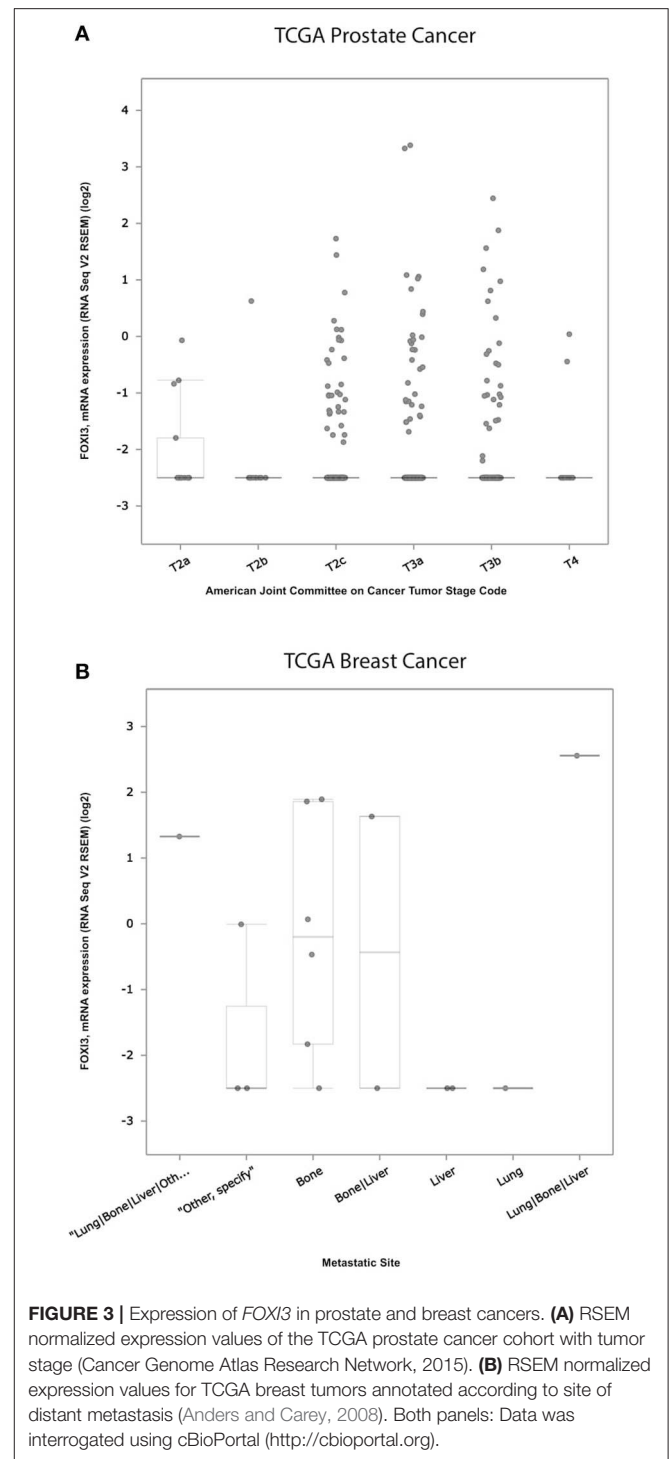 A
TCGA Prostate Cancer
FOXI3, mRNA expression (RNA Seq V2 RSEM) (log2)
4
3
2
1
0
-1
-2
-3
T2a
T2b
T2c
T3a
T3b
T4
American Joint Committee on Cancer Tumor Stage Code
B
TCGA Breast Cancer
FOXI3, mRNA expression (RNA Seq V2 RSEM) (log2)
3
2
1
0
-1
-2
-3
"Lung|Bone|Liver|Oth...
"Other, specify"
Bone
Bone|Liver
Liver
Lung
Lung|Bone|Liver
Metastatic Site
FIGURE 3 | Expression of FOXI3 in prostate and breast cancers. (A) RSEM
normalized expression values of the TCGA prostate cancer cohort with tumor
stage (Cancer Genome Atlas Research Network, 2015). (B) RSEM normalized
expression values for TCGA breast tumors annotated according to site of
distant metastasis (Anders and Carey, 2008). Both panels: Data was
interrogated using cBioPortal (http://cbioportal.org).